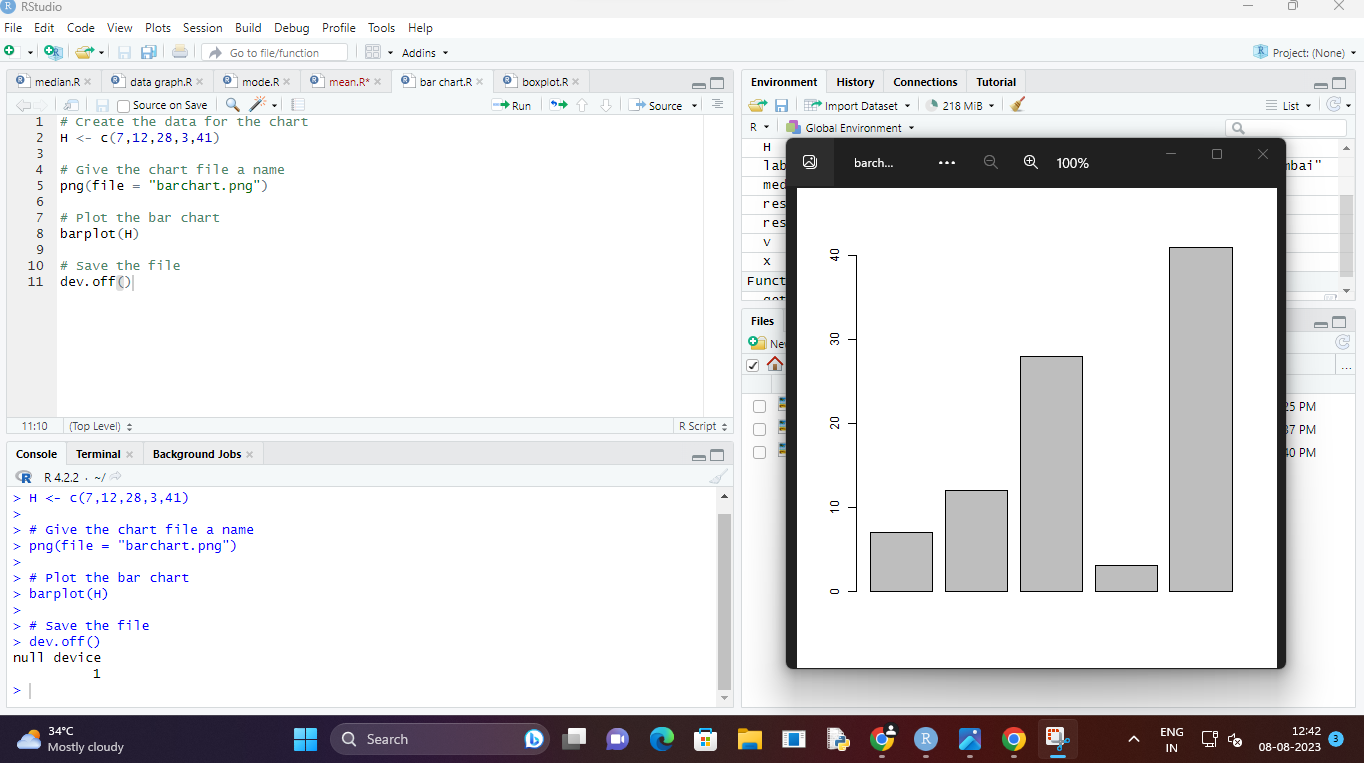 RStudio
File Edit Code View Plots Session Build Debug Profile Tools Help
Go to file/function Addins Project: (None)
median.R data graph.R mode.R mean.R* bar chart.R boxplot.R
Source on Save Run Source
1 # Create the data for the chart
2 H <- c(7,12,28,3,41)
3
4 # Give the chart file a name
5 png(file = "barchart.png")
6
7 # Plot the bar chart
8 barplot(H)
9
10 # Save the file
11 dev.off()
11:10 (Top Level) R Script
Console Terminal Background Jobs
R 4.2.2 · ~/
> H <- c(7,12,28,3,41)
>
> # Give the chart file a name
> png(file = "barchart.png")
>
> # Plot the bar chart
> barplot(H)
>
> # Save the file
> dev.off()
null device
1
>
Environment History Connections Tutorial
Import Dataset 218 MiB List
R Global Environment
H
lab
med
res
res
v
x
Funct
mbai"
Files
New
25 PM
37 PM
40 PM
barch... ... 100%
40
30
20
10
0
34°C
Mostly cloudy
Search
ENG
IN
12:42
08-08-2023
3